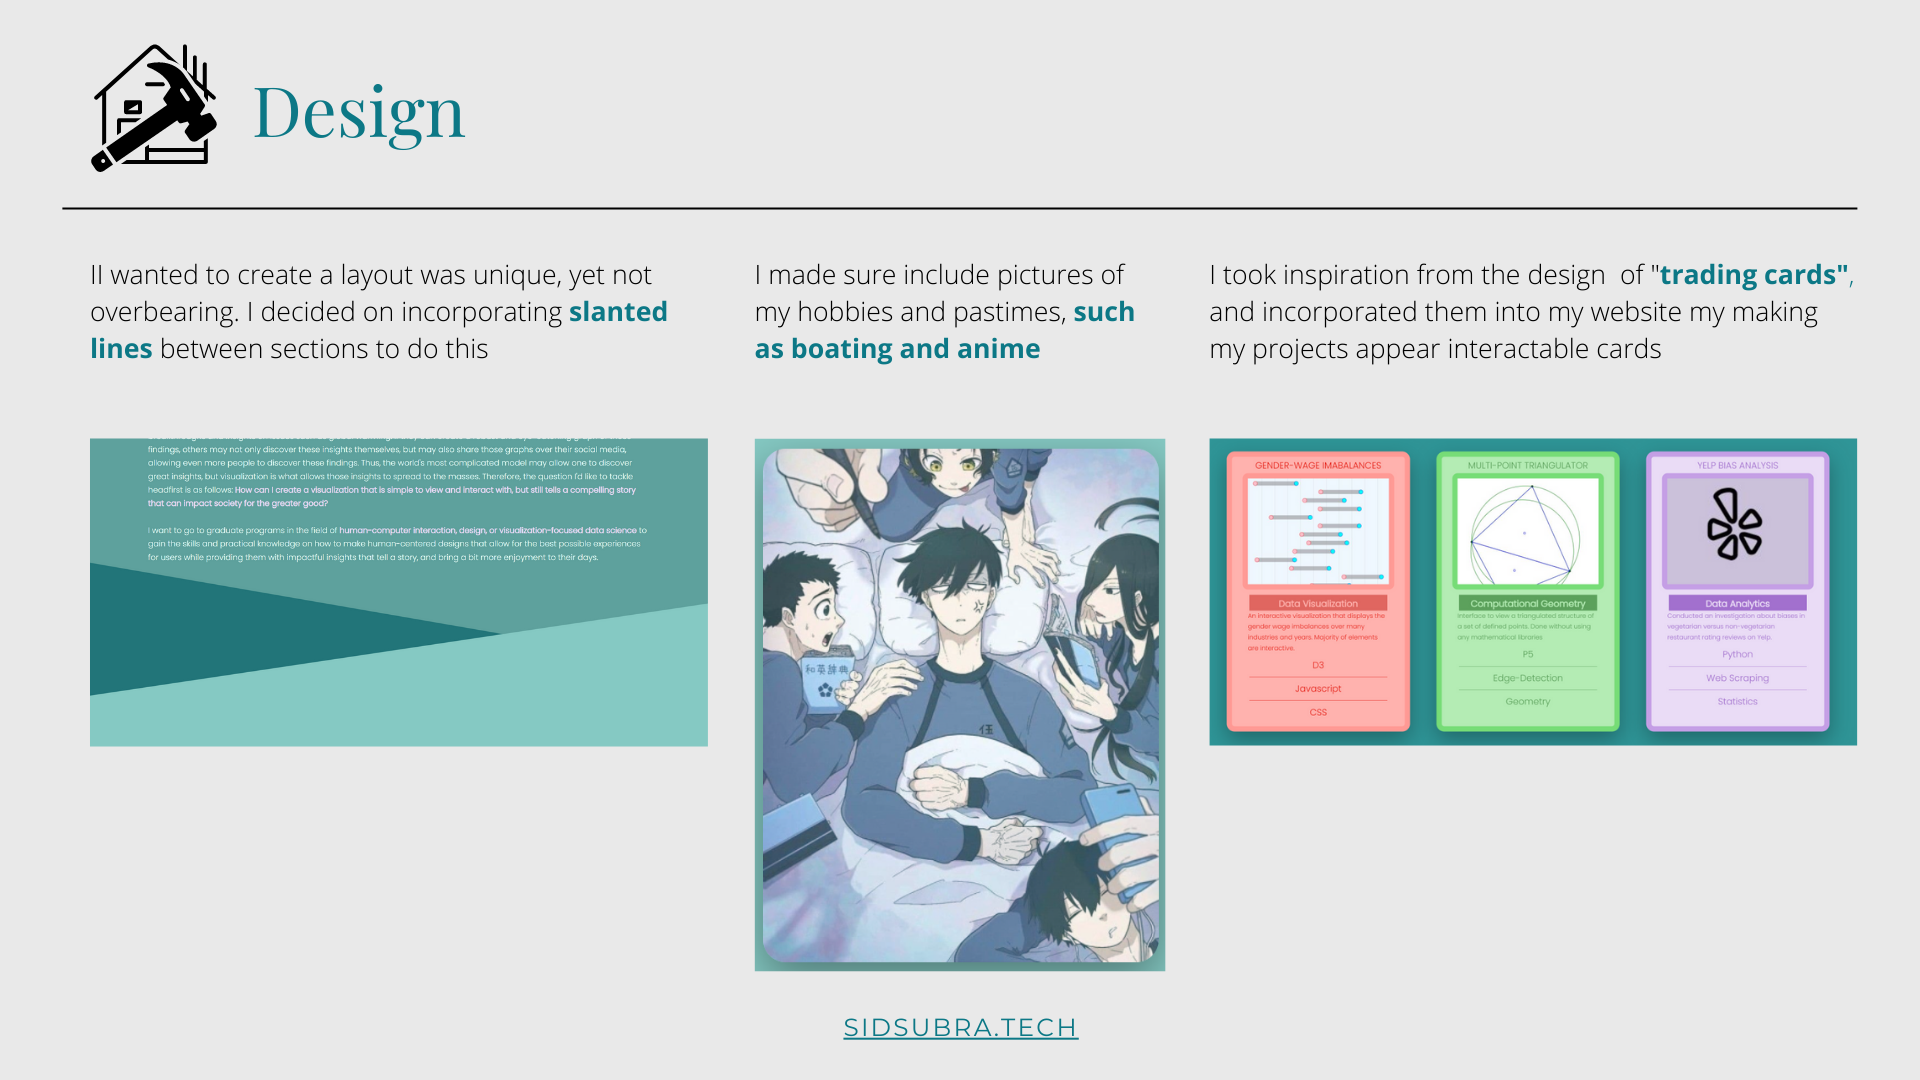 Design
II wanted to create a layout was unique, yet not
overbearing. I decided on incorporating slanted
lines between sections to do this
I made sure include pictures of
my hobbies and pastimes, such
as boating and anime
I took inspiration from the design  of "trading cards",
and incorporated them into my website my making
my projects appear interactable cards
findings, others may not only discover these insights themselves, but may also share those graphs over their social media,
allowing even more people to discover these findings. Thus, the world's most complicated model may allow one to discover
great insights, but visualization is what allows those insights to spread to the masses. Therefore, the question I'd like to tackle
headfirst is as follows: How can I create a visualization that is simple to view and interact with, but still tells a compelling story
that can impact society for the greater good?
I want to go to graduate programs in the field of human-computer interaction, design, or visualization-focused data science to
gain the skills and practical knowledge on how to make human-centered designs that allow for the best possible experiences
for users while providing them with impactful insights that tell a story, and bring a bit more enjoyment to their days.
和英辞典
伍
GENDER-WAGE IMABALANCES
Data Visualization
An interactive visualization that displays the
gender wage imbalances over many
industries and years. Majority of elements
are interactive.
D3
Javascript
CSS
MULTI-POINT TRIANGULATOR
Computational Geometry
Interface to view a triangulated structure of
a set of defined points. Done without using
any mathematical libraries
P5
Edge-Detection
Geometry
YELP BIAS ANALYSIS
Data Analytics
Conducted an investigation about biases in
vegetarian versus non-vegetarian
restaurant rating reviews on Yelp.
Python
Web Scraping
Statistics
SIDSUBRA.TECH